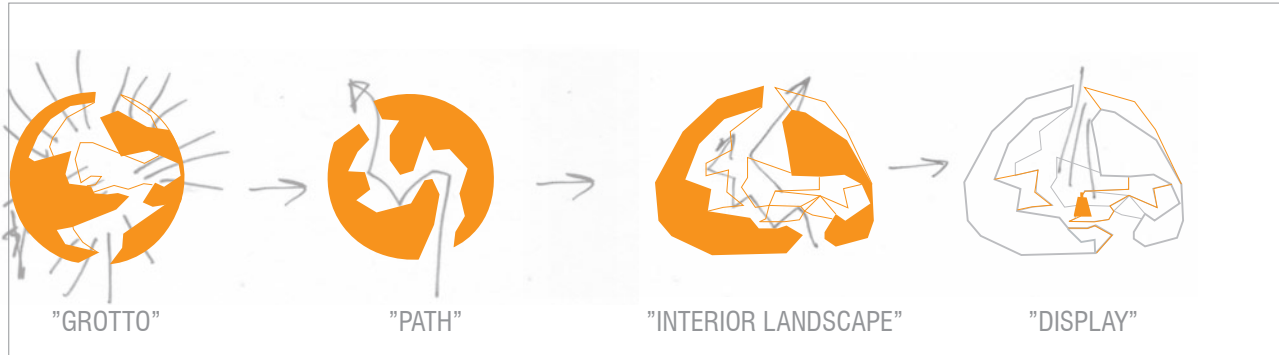 ”GROTTO”
”PATH”
”INTERIOR LANDSCAPE”
”DISPLAY”